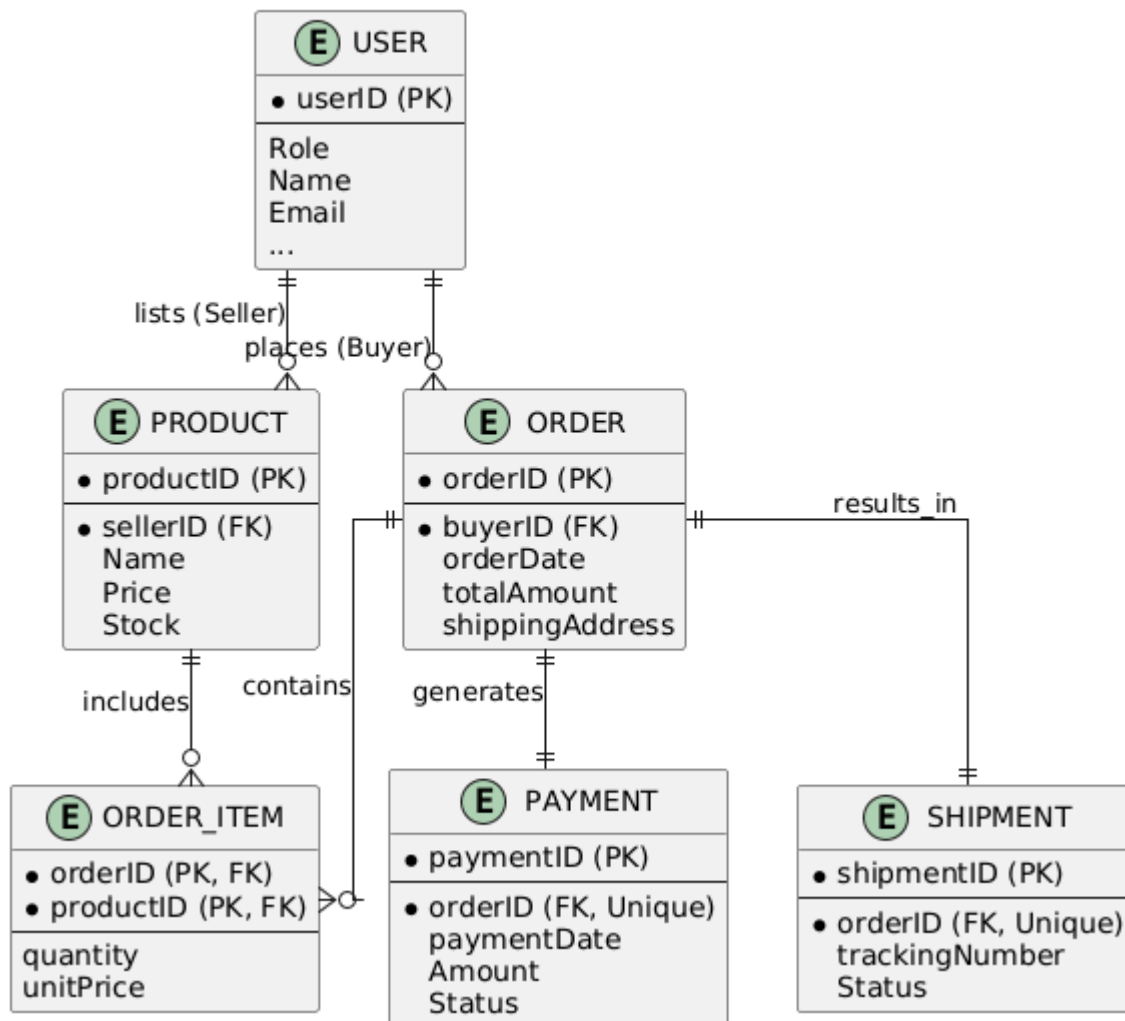 E USER
• userID (PK)
Role
Name
Email
...
lists (Seller)
places (Buyer)
E PRODUCT
• productID (PK)
• sellerID (FK)
Name
Price
Stock
E ORDER
• orderID (PK)
• buyerID (FK)
orderDate
totalAmount
shippingAddress
results_in
includes
contains
generates
E ORDER_ITEM
• orderID (PK, FK)
• productID (PK, FK)
quantity
unitPrice
E PAYMENT
• paymentID (PK)
• orderID (FK, Unique)
paymentDate
Amount
Status
E SHIPMENT
• shipmentID (PK)
• orderID (FK, Unique)
trackingNumber
Status